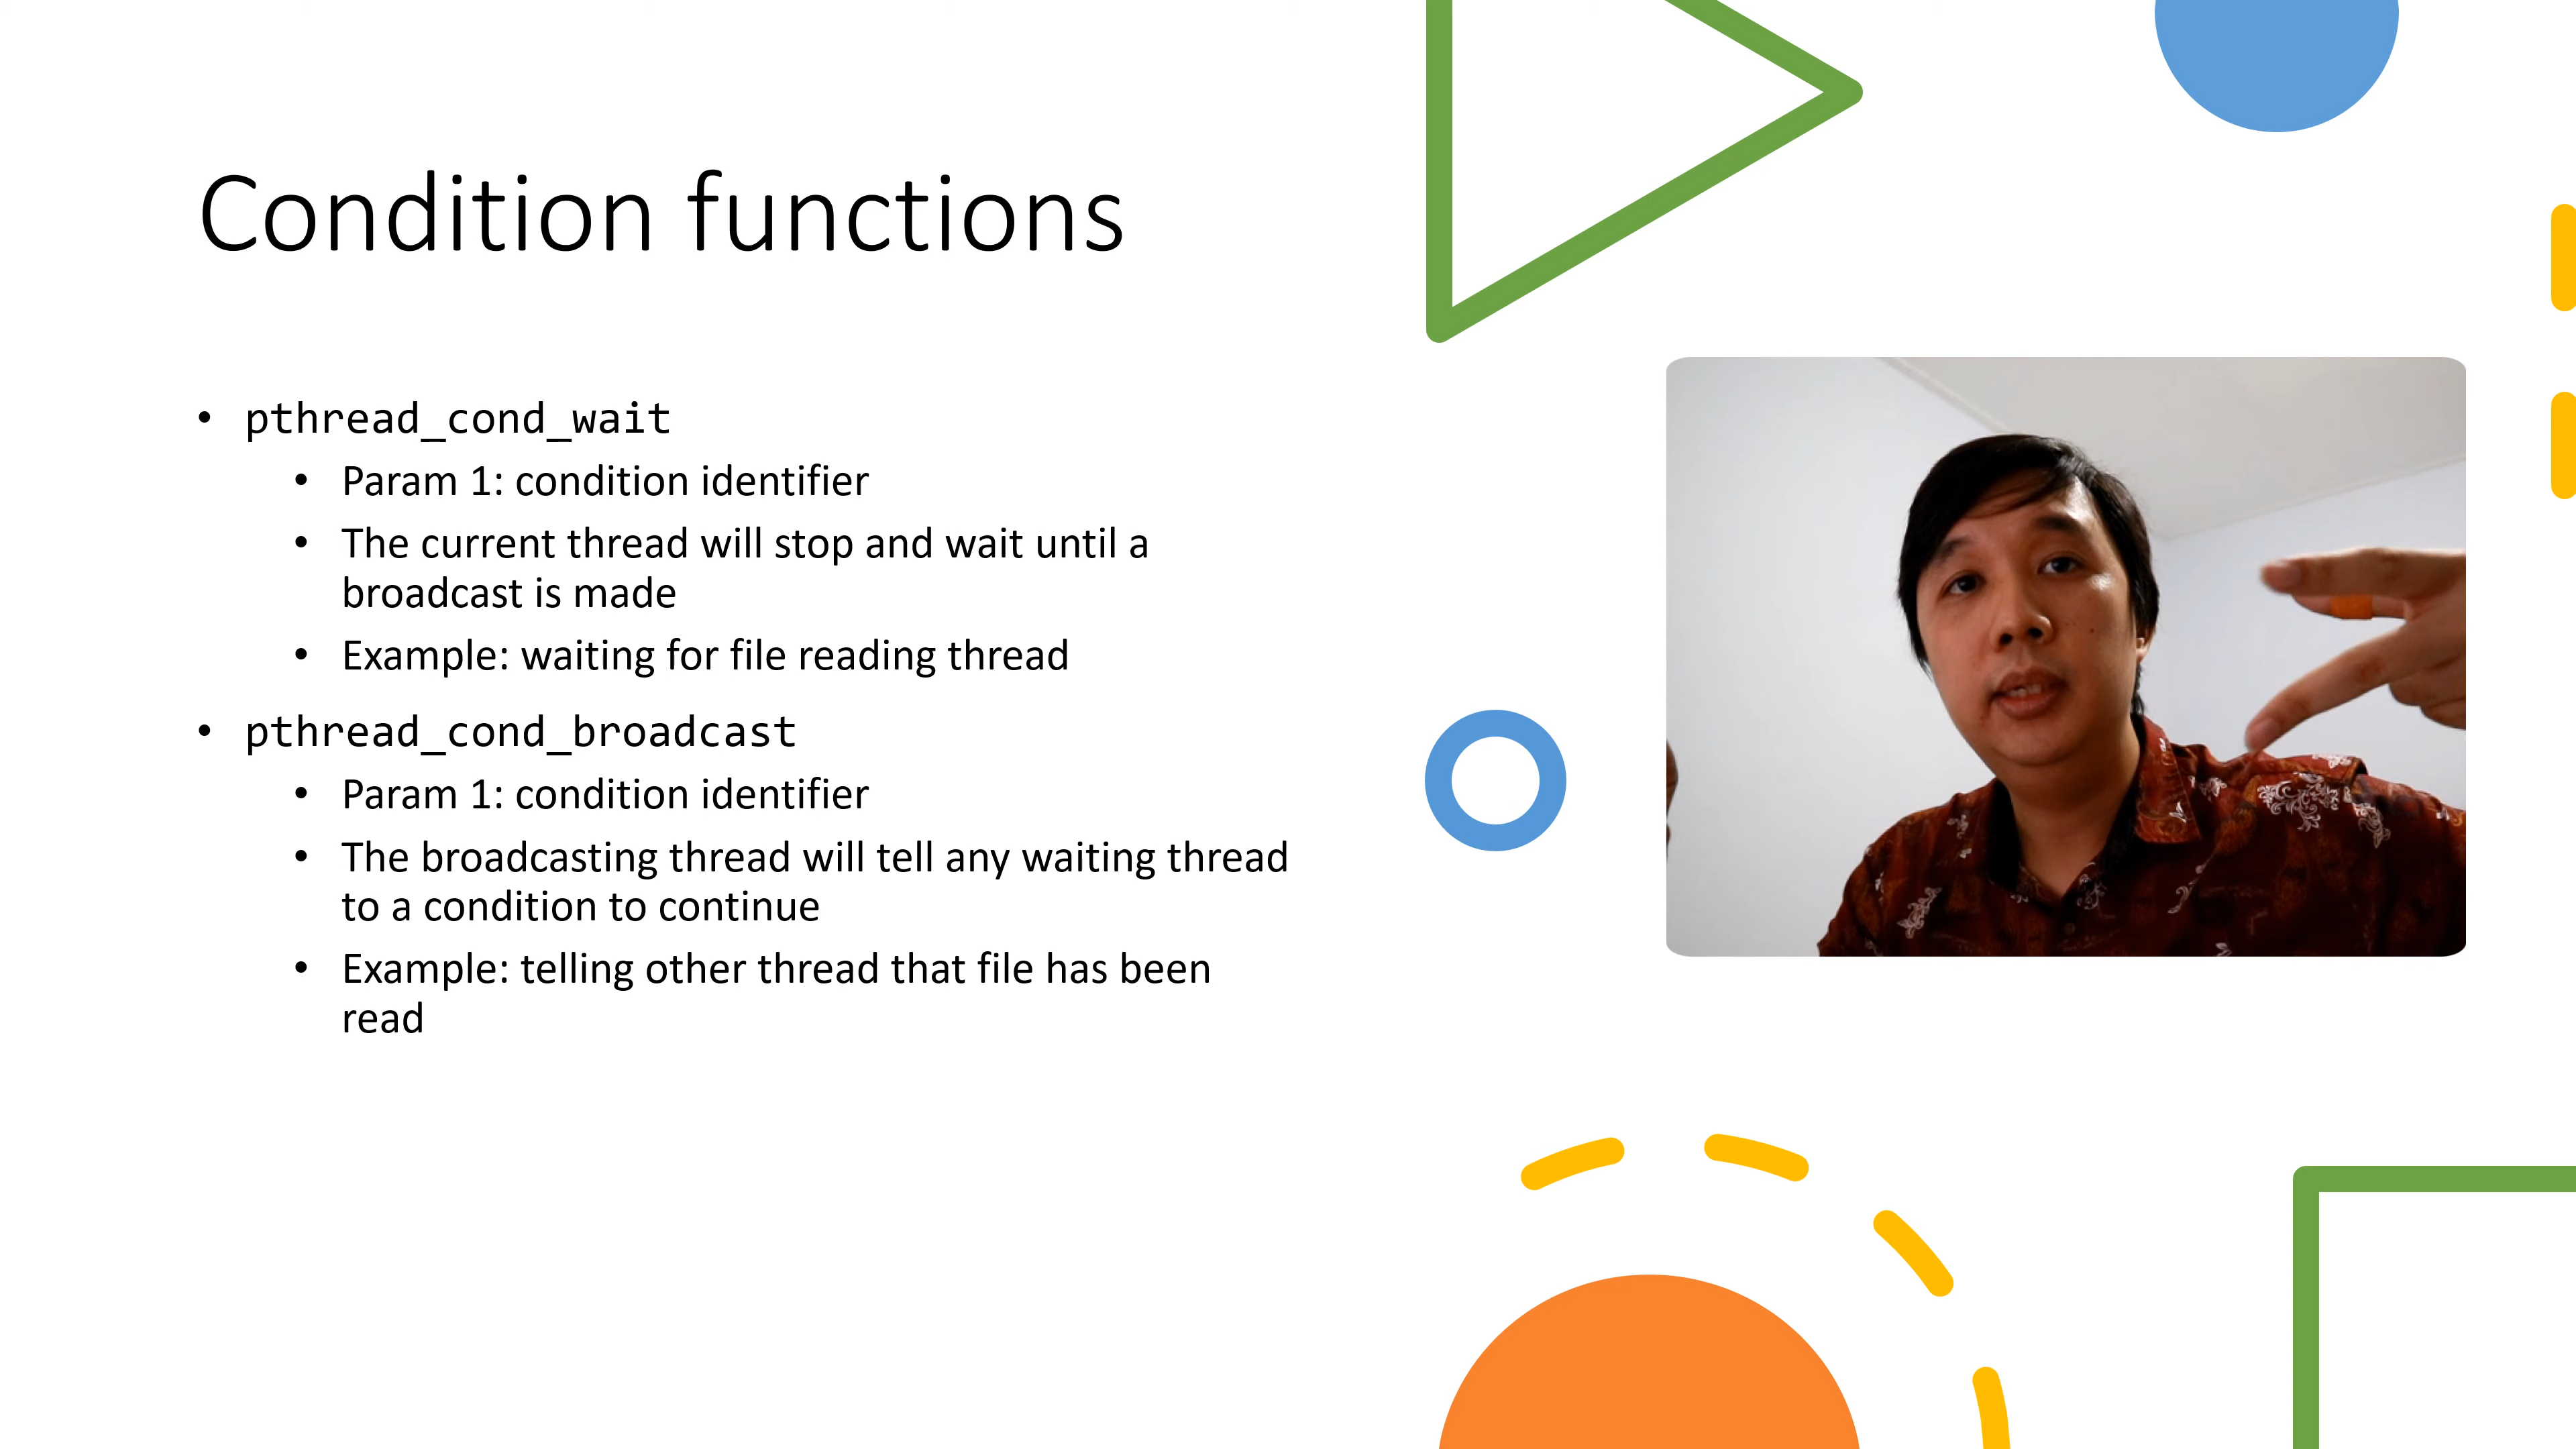 Condition functions
• pthread_cond_wait
• Param 1: condition identifier
• The current thread will stop and wait until a
broadcast is made
• Example: waiting for file reading thread
• pthread_cond_broadcast
• Param 1: condition identifier
• The broadcasting thread will tell any waiting thread
to a condition to continue
• Example: telling other thread that file has been
read